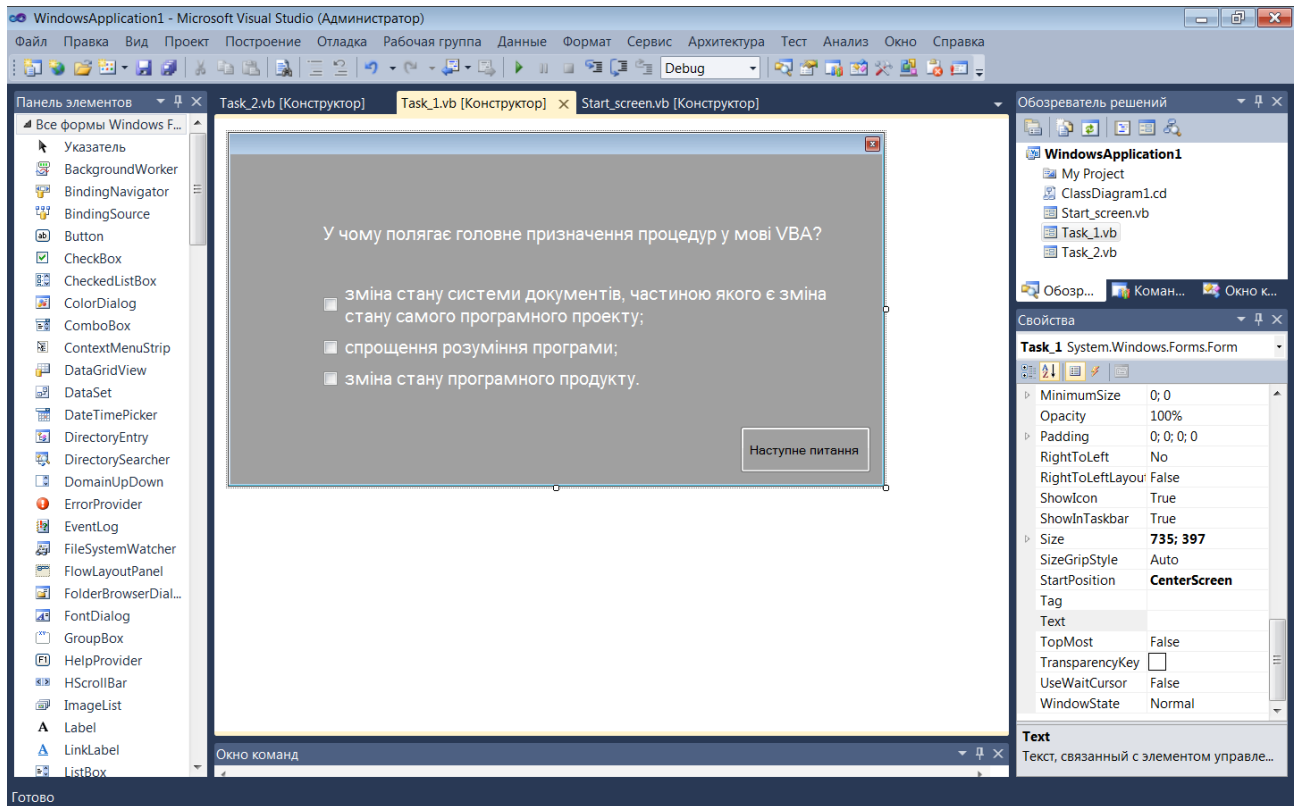 WindowsApplication1 - Microsoft Visual Studio (Администратор)
Файл Правка Вид Проект Построение Отладка Рабочая группа Данные Формат Сервис Архитектура Тест Анализ Окно Справка
Debug
Панель элементов
Все формы Windows F...
Указатель
BackgroundWorker
BindingNavigator
BindingSource
Button
CheckBox
CheckedListBox
ColorDialog
ComboBox
ContextMenuStrip
DataGridView
DataSet
DateTimePicker
DirectoryEntry
DirectorySearcher
DomainUpDown
ErrorProvider
EventLog
FileSystemWatcher
FlowLayoutPanel
FolderBrowserDial...
FontDialog
GroupBox
HelpProvider
HScrollBar
ImageList
Label
LinkLabel
ListBox
Task_2.vb [Конструктор] Task_1.vb [Конструктор] Start_screen.vb [Конструктор]
У чому полягає головне призначення процедур у мові VBA?
зміна стану системи документів, частиною якого є зміна
стану самого програмного проекту;
спрощення розуміння програми;
зміна стану програмного продукту.
Наступне питання
Окно команд
Обозреватель решений
WindowsApplication1
My Project
ClassDiagram1.cd
Start_screen.vb
Task_1.vb
Task_2.vb
Обозр... Коман... Окно к...
Свойства
Task_1 System.Windows.Forms.Form
MinimumSize 0; 0
Opacity 100%
Padding 0; 0; 0; 0
RightToLeft No
RightToLeftLayou False
ShowIcon True
ShowInTaskbar True
Size 735; 397
SizeGripStyle Auto
StartPosition CenterScreen
Tag
Text
TopMost False
TransparencyKey
UseWaitCursor False
WindowState Normal
Text
Текст, связанный с элементом управле...
Готово